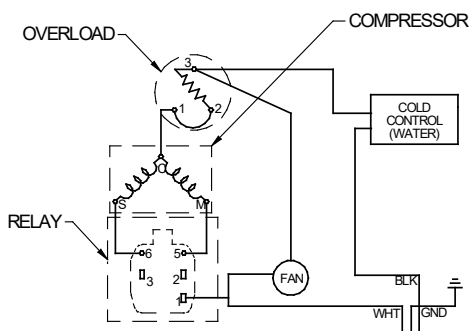 COMPRESSOR
OVERLOAD
3
1 2
COLD
CONTROL
(WATER)
C
S M
RELAY
6 5
3 2
1
FAN
BLK
WHT GND